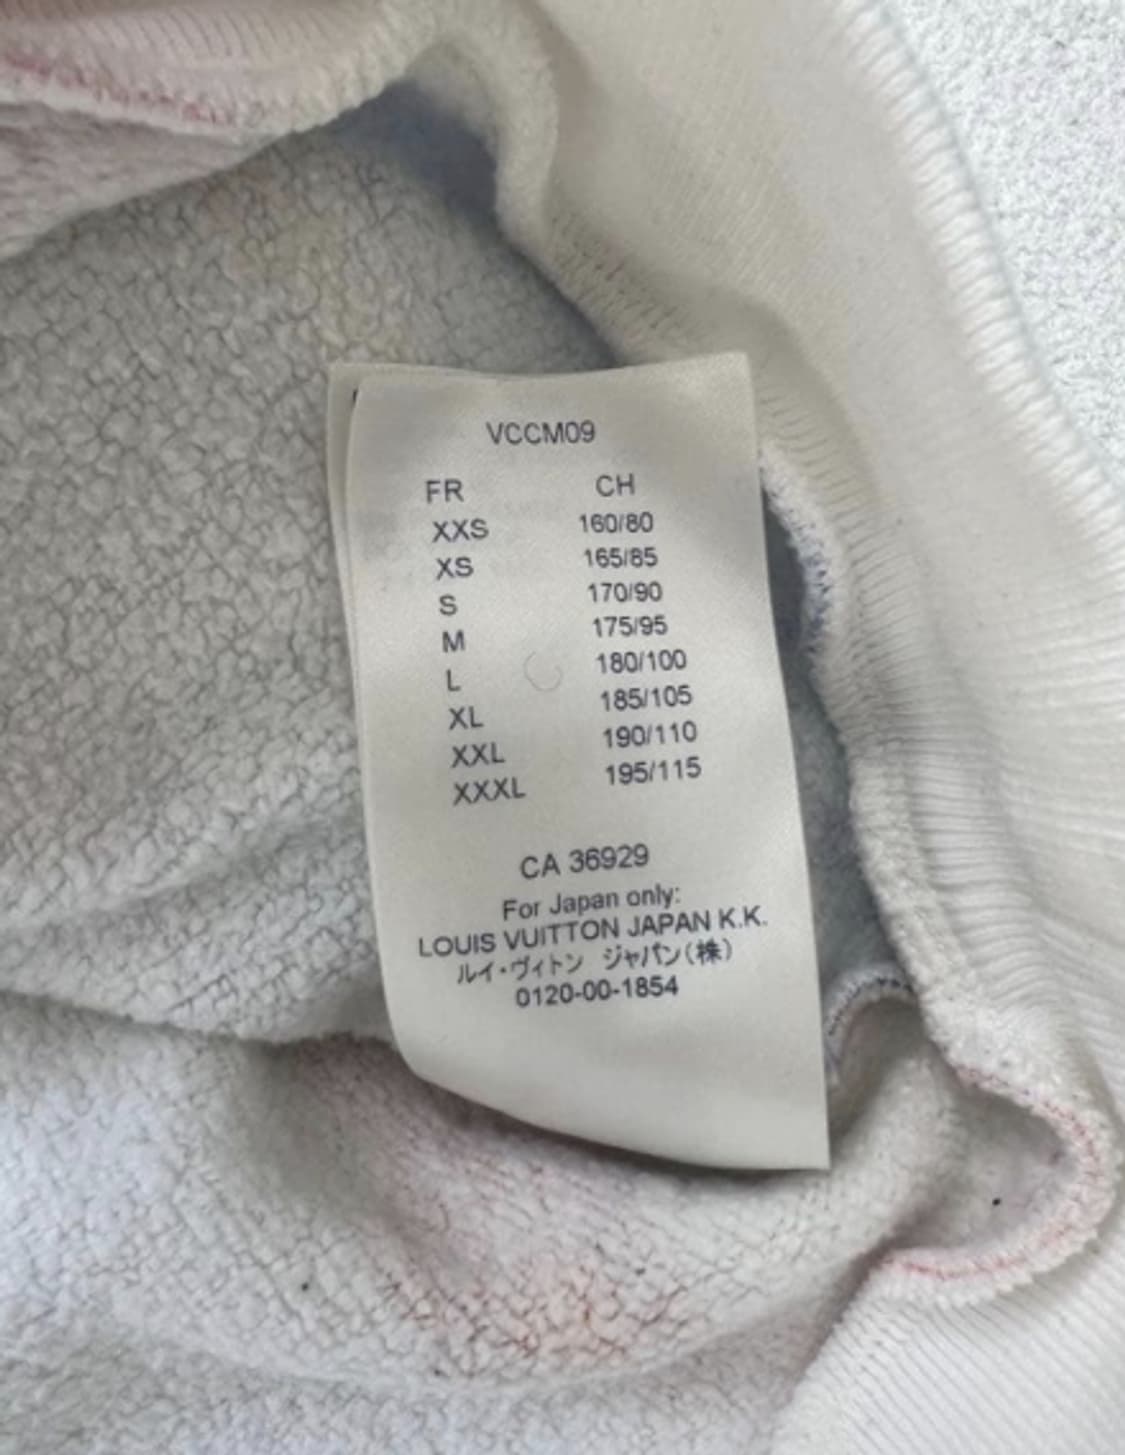 VCCM09
FR CH
XXS 160/80
XS 165/85
S 170/90
M 175/95
L 180/100
XL 185/105
XXL 190/110
XXXL 195/115
CA 36929
For Japan only:
LOUIS VUITTON JAPAN K.K.
ルイ・ヴィトン ジャパン(株)
0120-00-1854